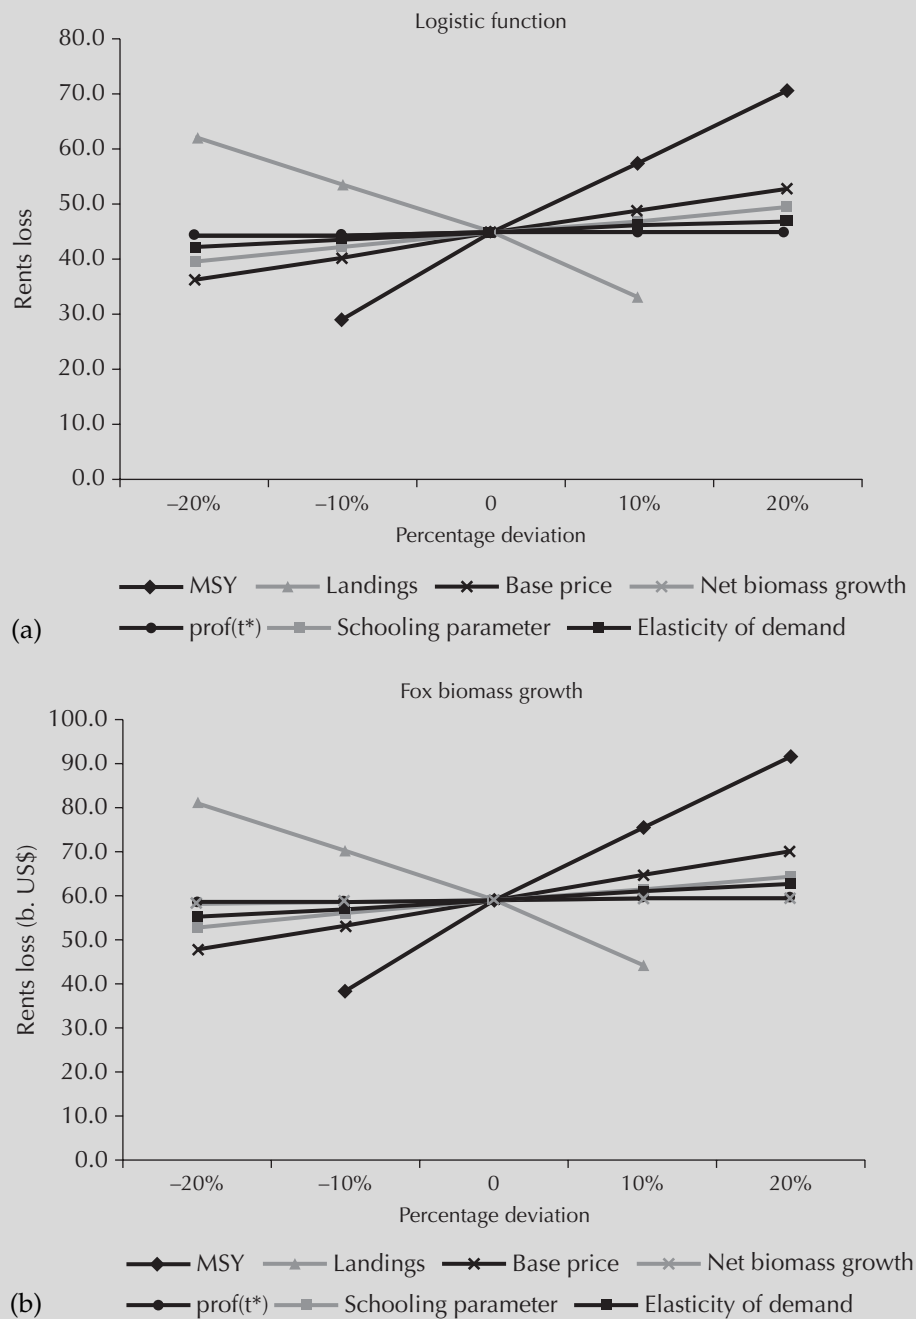 Logistic function
80.0
70.0
60.0
50.0
40.0
30.0
20.0
10.0
0.0
Rents loss
–20% –10% 0 10% 20%
Percentage deviation
MSY Landings Base price Net biomass growth
(a) prof(t*) Schooling parameter Elasticity of demand
Fox biomass growth
100.0
90.0
80.0
70.0
60.0
50.0
40.0
30.0
20.0
10.0
0.0
Rents loss (b. US$)
–20% –10% 0 10% 20%
Percentage deviation
MSY Landings Base price Net biomass growth
(b) prof(t*) Schooling parameter Elasticity of demand